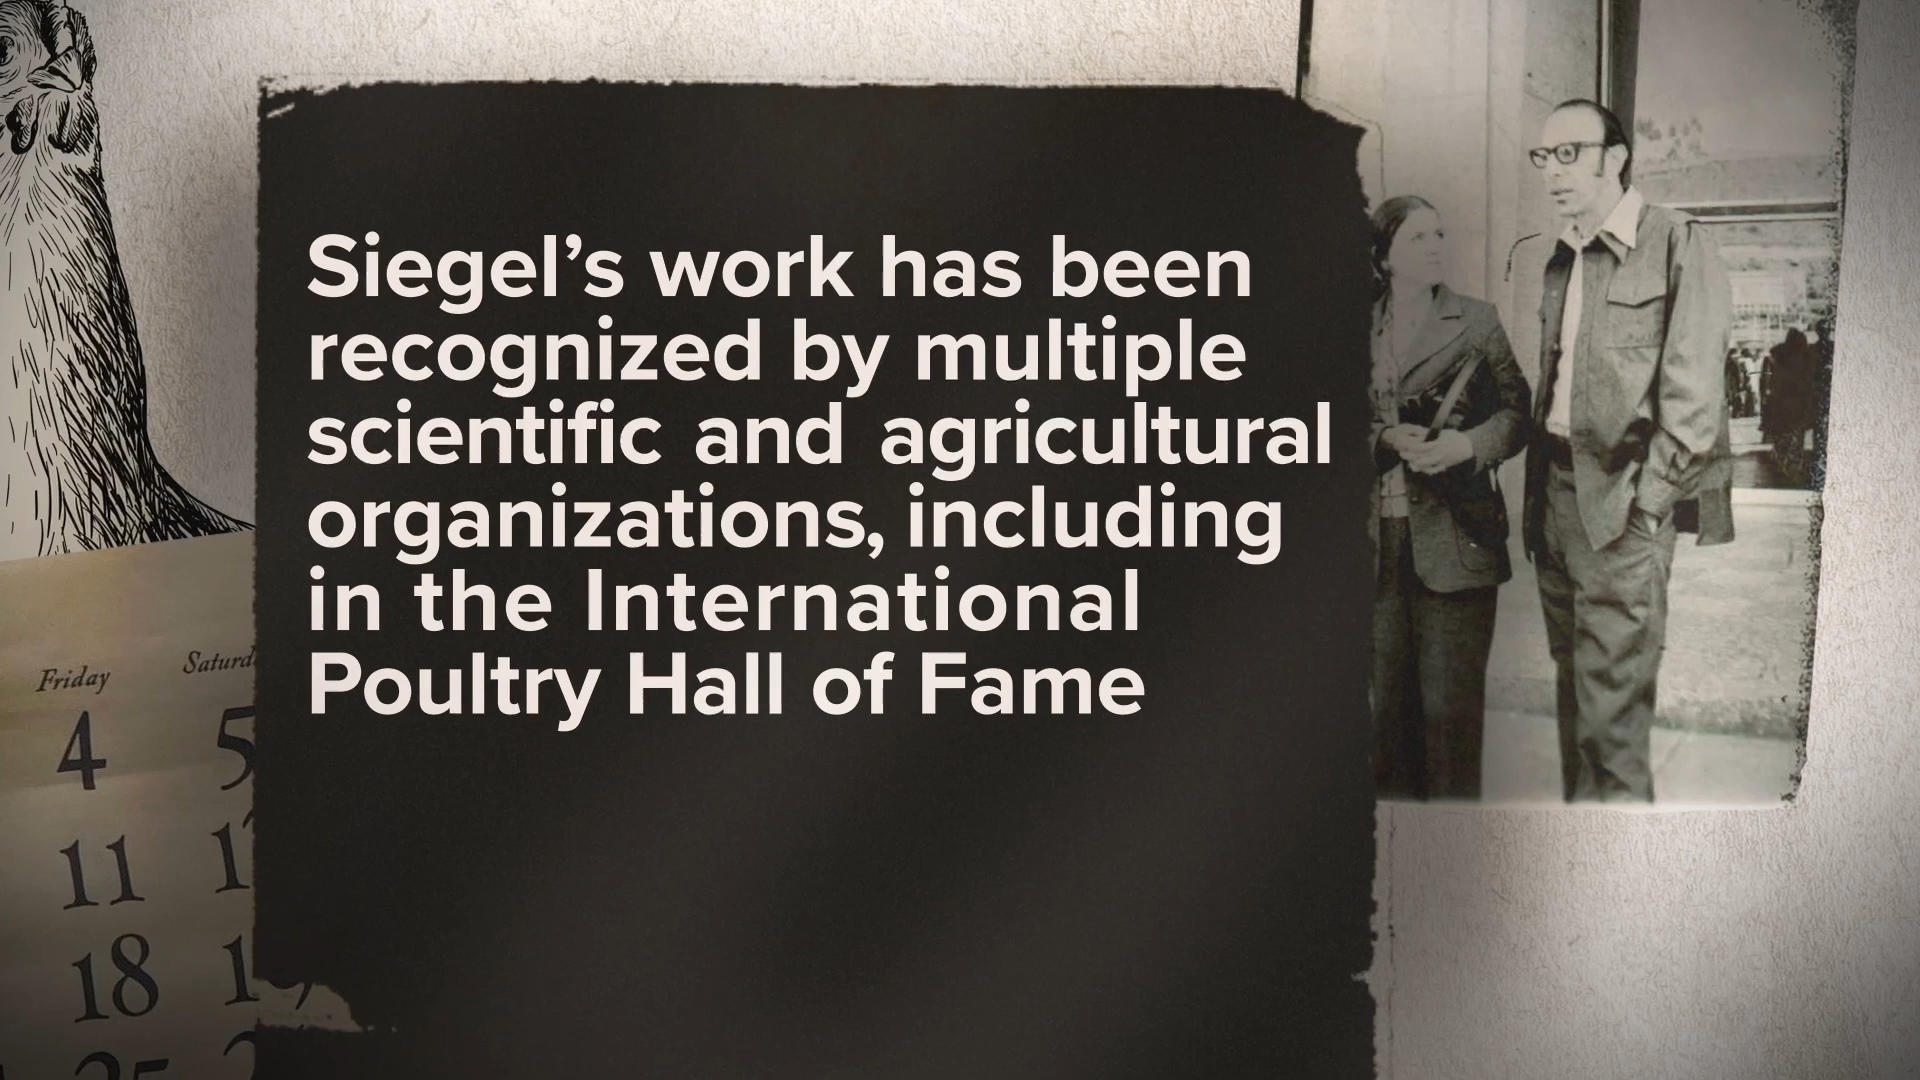 Siegel’s work has been
recognized by multiple
scientific and agricultural
organizations, including
in the International
Poultry Hall of Fame
Friday
4 5
11
18